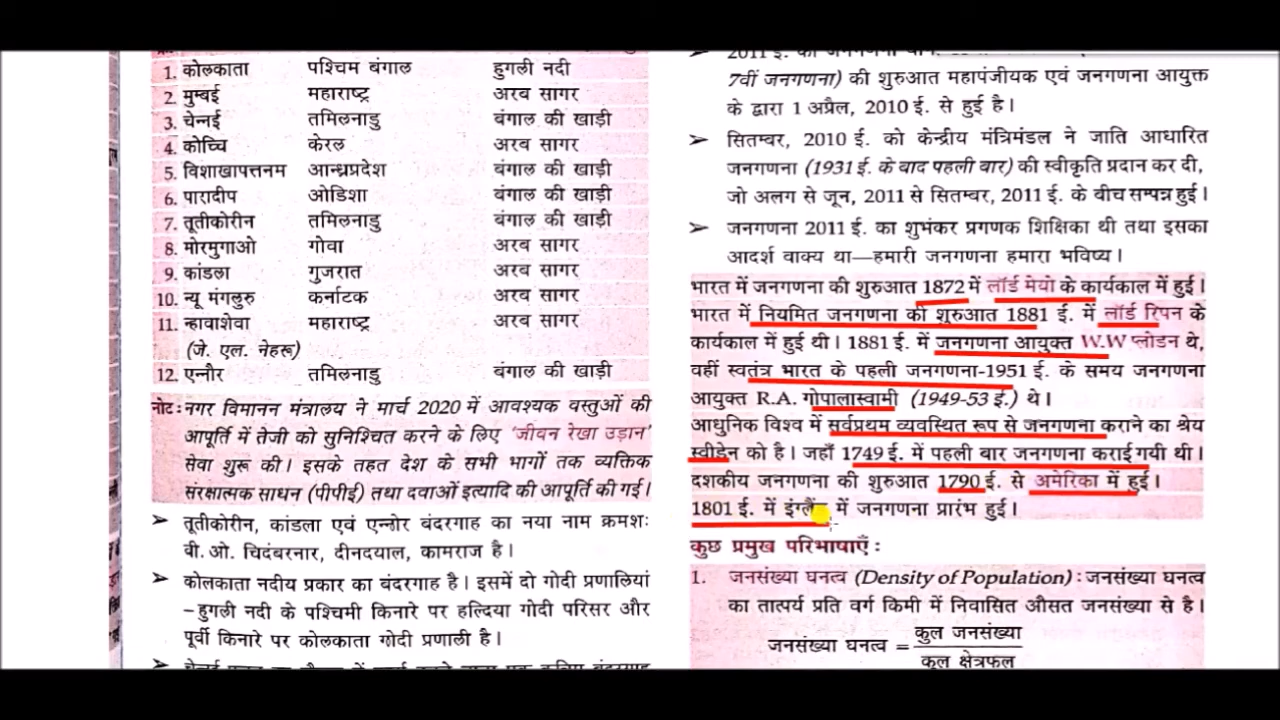 1. कोलकाता पश्चिम बंगाल हुगली नदी
2. मुम्बई महाराष्ट्र अरब सागर
3. चेन्नई तमिलनाडु बंगाल की खाड़ी
4. कोच्चि केरल अरब सागर
5. विशाखापत्तनम आन्ध्रप्रदेश बंगाल की खाड़ी
6. पारादीप ओडिशा बंगाल की खाड़ी
7. तूतीकोरीन तमिलनाडु बंगाल की खाड़ी
8. मोरमुगाओ गोवा अरब सागर
9. कांडला गुजरात अरब सागर
10. न्यू मंगलुरु कर्नाटक अरब सागर
11. न्हावाशेवा महाराष्ट्र अरब सागर
(जे. एल. नेहरू)
12. एन्नौर तमिलनाडु बंगाल की खाड़ी
नोट : नगर विमानन मंत्रालय ने मार्च 2020 में आवश्यक वस्तुओं की
आपूर्ति में तेजी को सुनिश्चित करने के लिए 'जीवन रेखा उड़ान'
सेवा शुरू की। इसके तहत देश के सभी भागों तक व्यक्तिक
संरक्षात्मक साधन (पीपीई) तथा दवाओं इत्यादि की आपूर्ति की गई।
➢ तूतीकोरीन, कांडला एवं एन्नोर बंदरगाह का नया नाम क्रमशः
वी. ओ. चिदंबरनार, दीनदयाल, कामराज है।
➢ कोलकाता नदीय प्रकार का बंदरगाह है। इसमें दो गोदी प्रणालियां
–हुगली नदी के पश्चिमी किनारे पर हल्दिया गोदी परिसर और
पूर्वी किनारे पर कोलकाता गोदी प्रणाली है।
➢ 2011 ई. की जनगणना
7वीं जनगणना) की शुरुआत महापंजीयक एवं जनगणना आयुक्त
के द्वारा 1 अप्रैल, 2010 ई. से हुई है।
➢ सितम्बर, 2010 ई. को केन्द्रीय मंत्रिमंडल ने जाति आधारित
जनगणना (1931 ई. के बाद पहली बार) की स्वीकृति प्रदान कर दी,
जो अलग से जून, 2011 से सितम्बर, 2011 ई. के बीच सम्पन्न हुई।
➢ जनगणना 2011 ई. का शुभंकर प्रगणक शिक्षिका थी तथा इसका
आदर्श वाक्य था—हमारी जनगणना हमारा भविष्य।
भारत में जनगणना की शुरुआत 1872 में लॉर्ड मेयो के कार्यकाल में हुई।
भारत में नियमित जनगणना की शुरुआत 1881 ई. में लॉर्ड रिपन के
कार्यकाल में हुई थी। 1881 ई. में जनगणना आयुक्त W.W प्लोडन थे,
वहीं स्वतंत्र भारत के पहली जनगणना-1951 ई. के समय जनगणना
आयुक्त R.A. गोपालास्वामी (1949-53 ई.) थे।
आधुनिक विश्व में सर्वप्रथम व्यवस्थित रूप से जनगणना कराने का श्रेय
स्वीडेन को है। जहाँ 1749 ई. में पहली बार जनगणना कराई गयी थी।
दशकीय जनगणना की शुरुआत 1790 ई. से अमेरिका में हुई।
1801 ई. में इंग्लैंड में जनगणना प्रारंभ हुई।
कुछ प्रमुख परिभाषाएँ :
1. जनसंख्या घनत्व (Density of Population) : जनसंख्या घनत्व
का तात्पर्य प्रति वर्ग किमी में निवासित औसत जनसंख्या से है।
जनसंख्या घनत्व = कुल जनसंख्या
कुल क्षेत्रफल